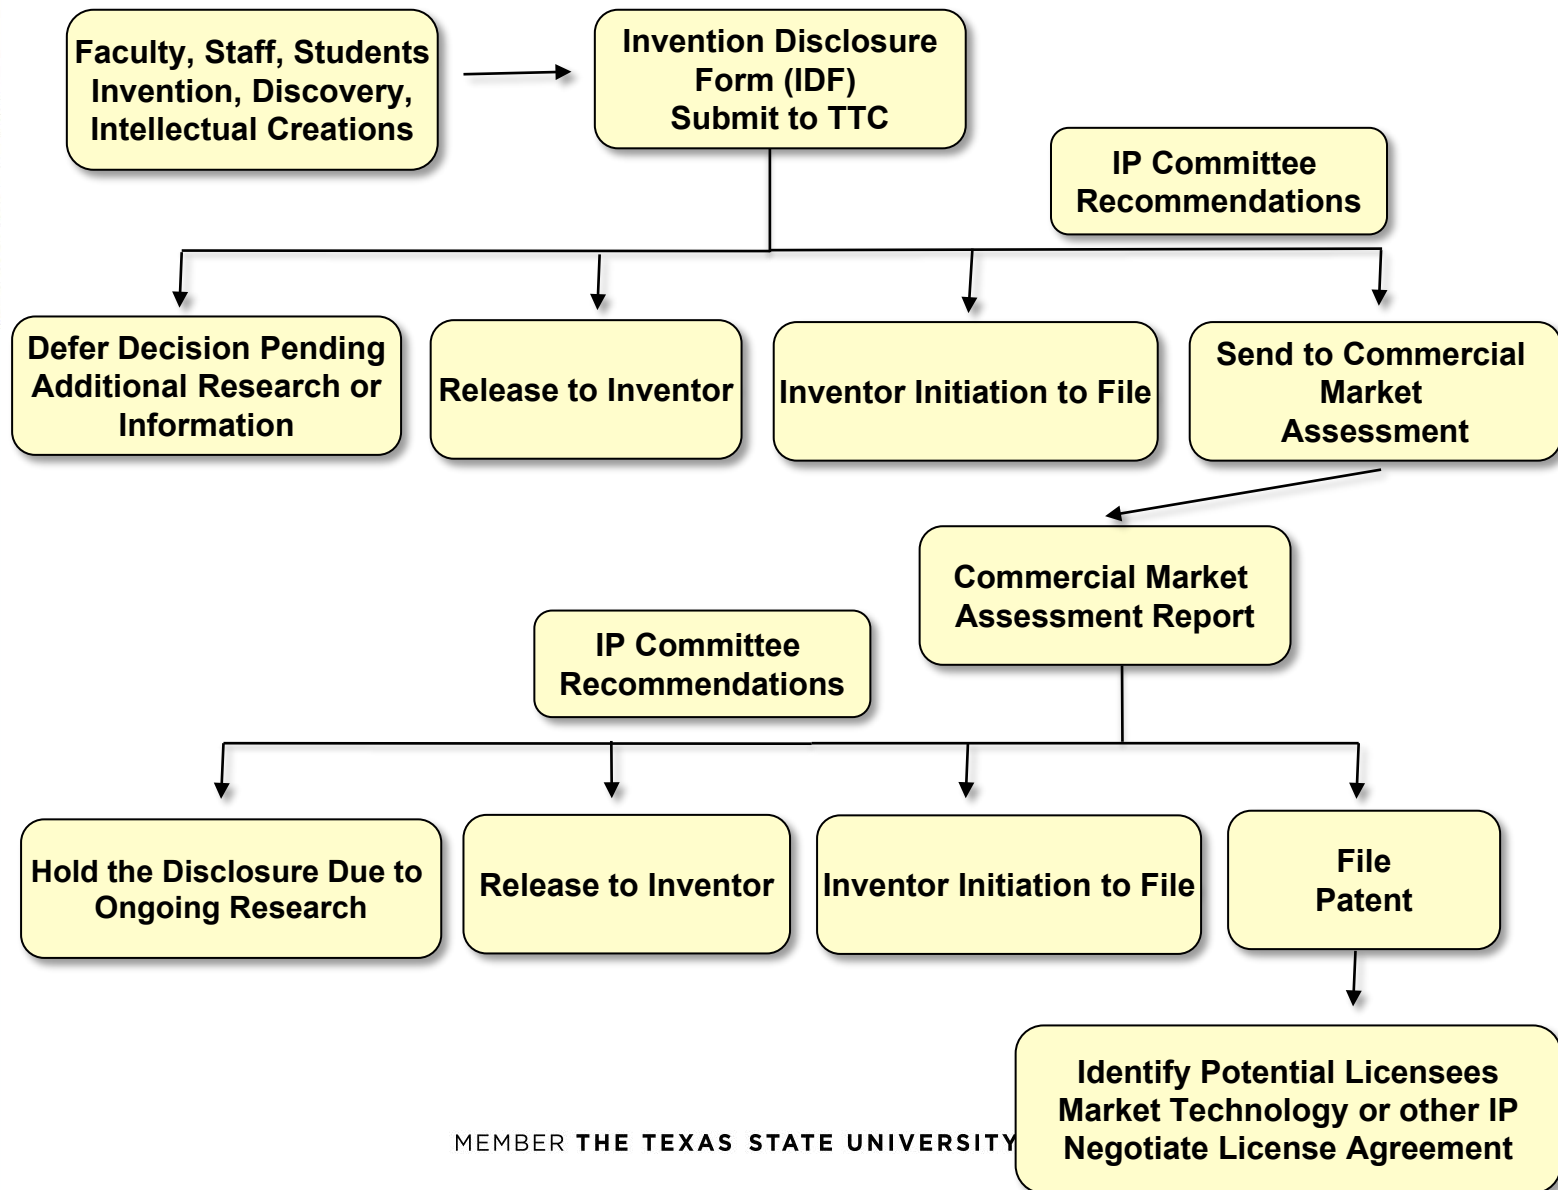 Faculty, Staff, Students
Invention, Discovery,
Intellectual Creations
Invention Disclosure
Form (IDF)
Submit to TTC
IP Committee
Recommendations
Defer Decision Pending
Additional Research or
Information
Release to Inventor
Inventor Initiation to File
Send to Commercial
Market
Assessment
Commercial Market
Assessment Report
IP Committee
Recommendations
Hold the Disclosure Due to
Ongoing Research
Release to Inventor
Inventor Initiation to File
File
Patent
Identify Potential Licensees
Market Technology or other IP
Negotiate License Agreement
MEMBER THE TEXAS STATE UNIVERSITY